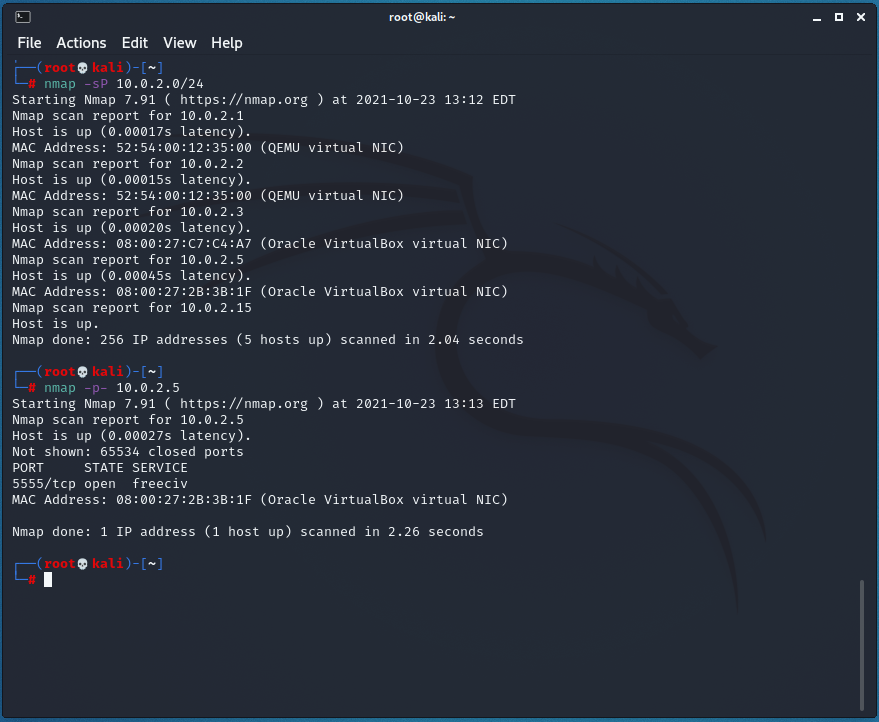 root@kali: ~
File Actions Edit View Help
┌──(root💀kali)-[~]
└─# nmap -sP 10.0.2.0/24
Starting Nmap 7.91 ( https://nmap.org ) at 2021-10-23 13:12 EDT
Nmap scan report for 10.0.2.1
Host is up (0.00017s latency).
MAC Address: 52:54:00:12:35:00 (QEMU virtual NIC)
Nmap scan report for 10.0.2.2
Host is up (0.00015s latency).
MAC Address: 52:54:00:12:35:00 (QEMU virtual NIC)
Nmap scan report for 10.0.2.3
Host is up (0.00020s latency).
MAC Address: 08:00:27:C7:C4:A7 (Oracle VirtualBox virtual NIC)
Nmap scan report for 10.0.2.5
Host is up (0.00045s latency).
MAC Address: 08:00:27:2B:3B:1F (Oracle VirtualBox virtual NIC)
Nmap scan report for 10.0.2.15
Host is up.
Nmap done: 256 IP addresses (5 hosts up) scanned in 2.04 seconds
┌──(root💀kali)-[~]
└─# nmap -p- 10.0.2.5
Starting Nmap 7.91 ( https://nmap.org ) at 2021-10-23 13:13 EDT
Nmap scan report for 10.0.2.5
Host is up (0.00027s latency).
Not shown: 65534 closed ports
PORT     STATE SERVICE
5555/tcp open  freeciv
MAC Address: 08:00:27:2B:3B:1F (Oracle VirtualBox virtual NIC)
Nmap done: 1 IP address (1 host up) scanned in 2.26 seconds
┌──(root💀kali)-[~]
└─#